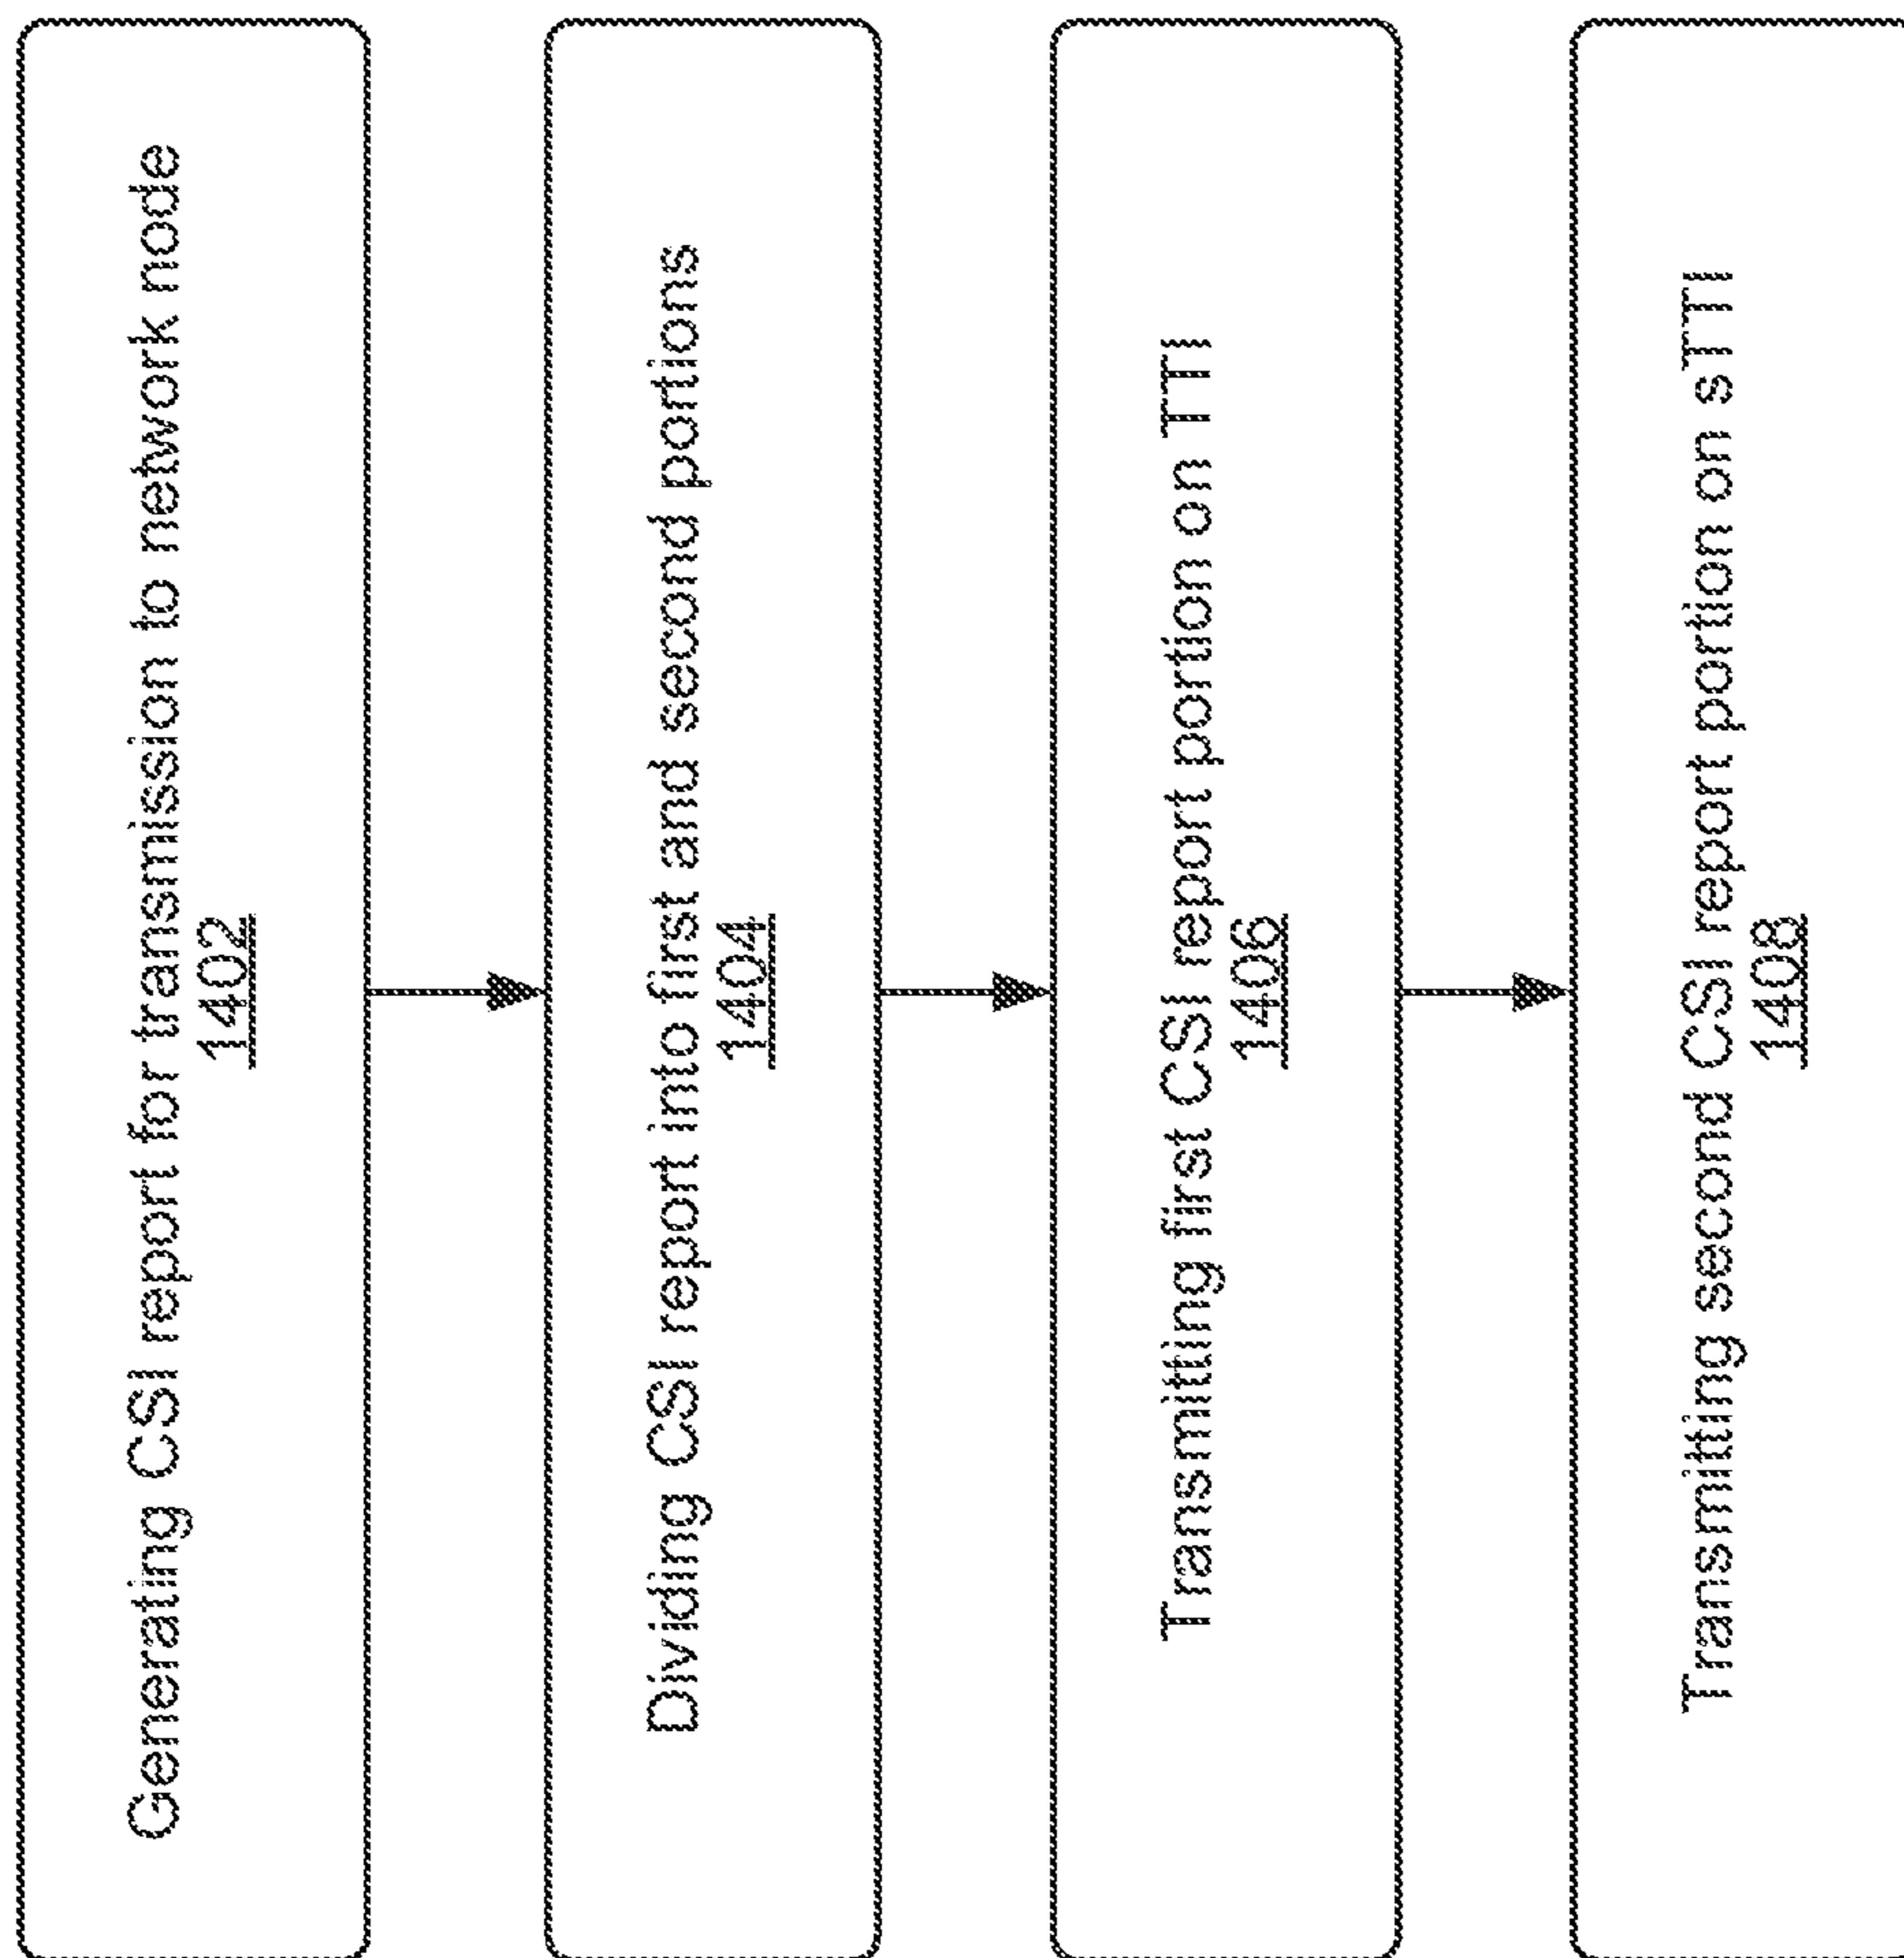 Generating CSI report for transmission to network node
1402
Dividing CSI report into first and second portions
1404
Transmitting first CSI report portion on TTI
1406
Transmitting second CSI report portion on sTTI
1408